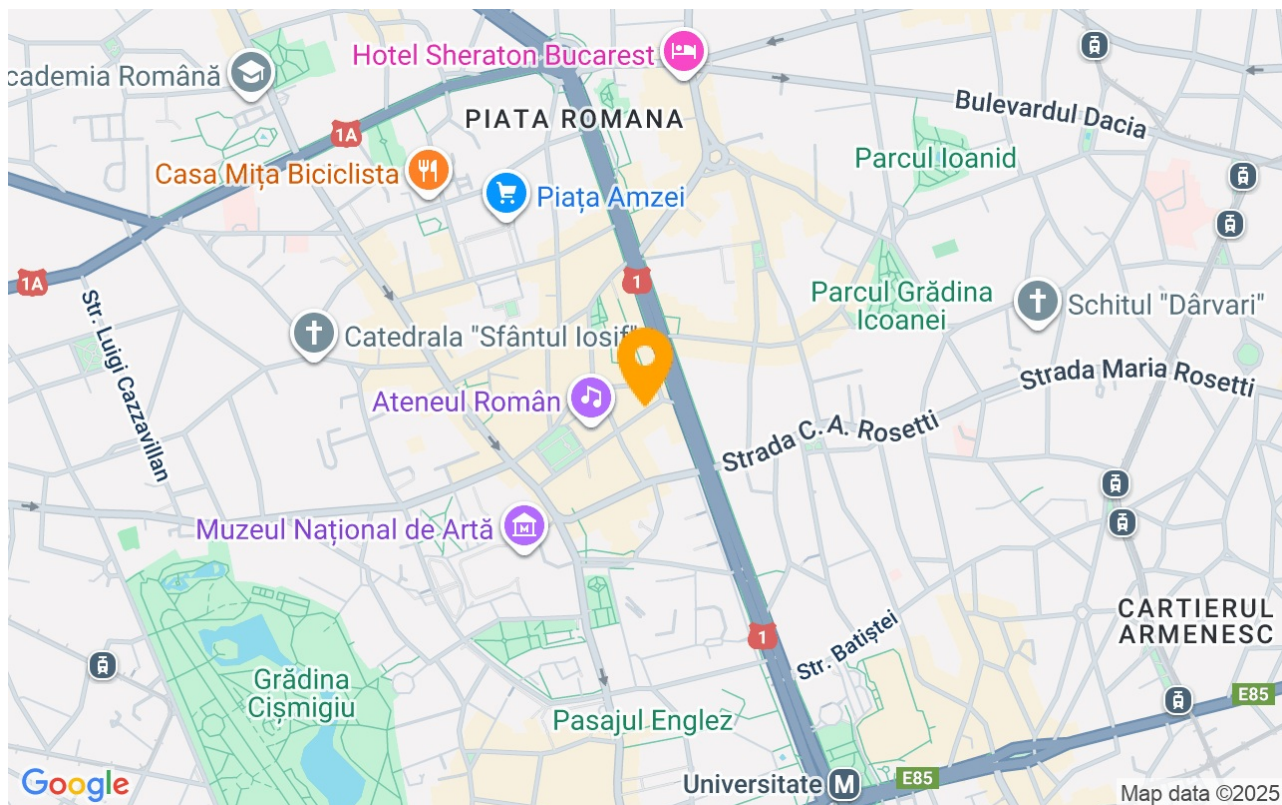 Hotel Sheraton Bucarest
cademia Română
PIATA ROMANA
1A
Bulevardul Dacia
Parcul Ioanid
Casa Mița Biciclista
Piața Amzei
1A
1
Parcul Grădina
Icoanei
Schitul "Dârvari"
Str. Luigi Cazzavillan
Catedrala "Sfântul Iosif"
Strada Maria Rosetti
Ateneul Român
Strada C. A. Rosetti
Muzeul Național de Artă
M
CARTIERUL
ARMENESC
1
Str. Batiștei
Grădina
Cișmigiu
Pasajul Englez
E85
Universitate M
E85
Google
Map data ©2025